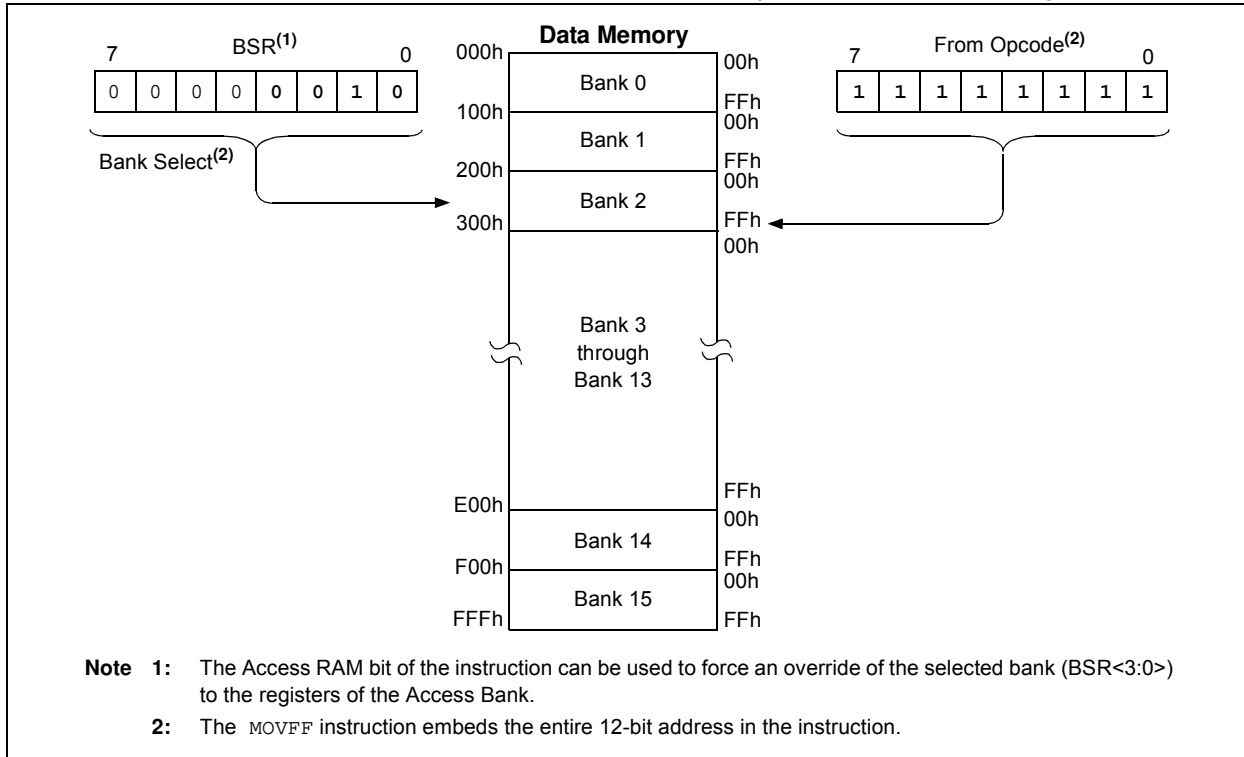 Data Memory
7 BSR(1) 0
0 0 0 0 0 0 1 0
Bank Select(2)
7 From Opcode(2) 0
1 1 1 1 1 1 1 1
000h 00h
Bank 0
FFh
100h 00h
Bank 1
FFh
200h 00h
Bank 2
300h FFh
00h
Bank 3
through
Bank 13
FFh
E00h 00h
Bank 14
FFh
F00h 00h
Bank 15
FFFh FFh
Note 1: The Access RAM bit of the instruction can be used to force an override of the selected bank (BSR<3:0>)
to the registers of the Access Bank.
2: The MOVFF instruction embeds the entire 12-bit address in the instruction.